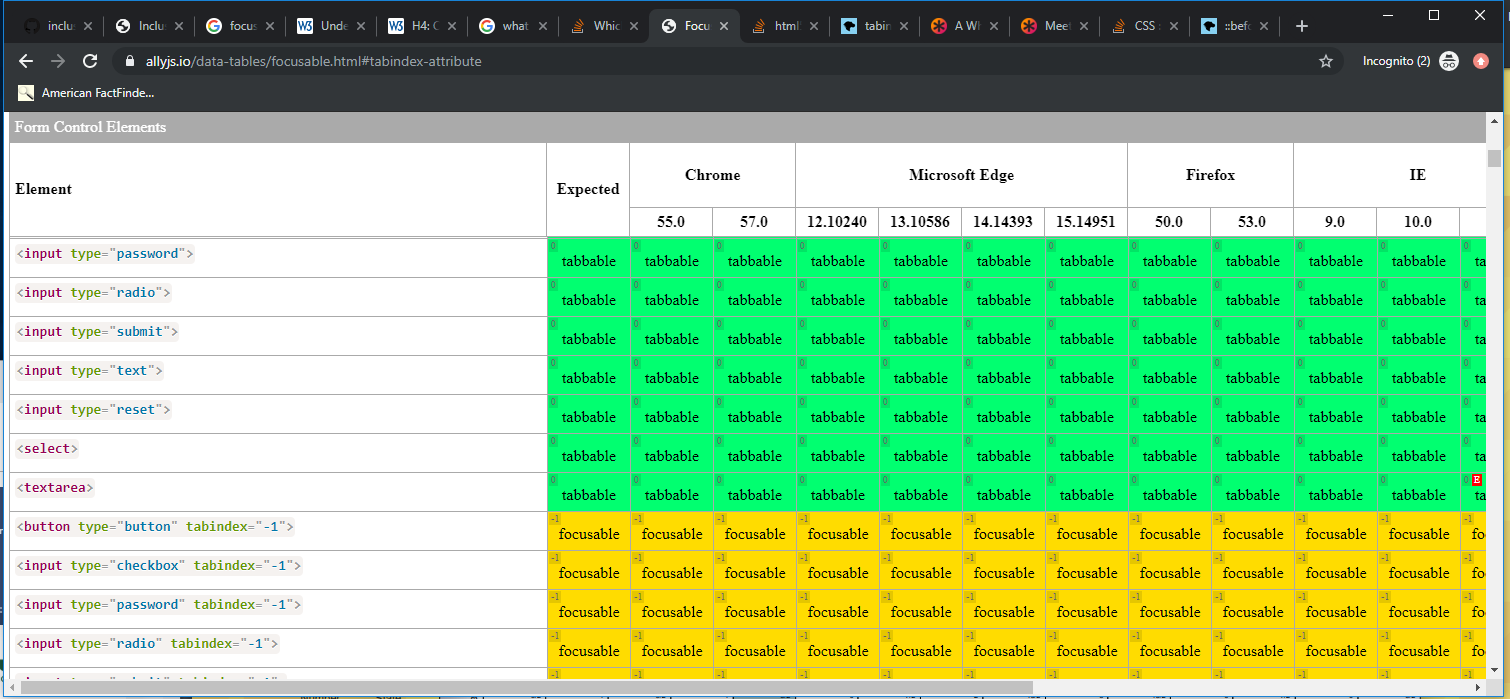 inclu Inclus focus Unde H4: C what Whic Focu html! tabin A Wh Meet CSS ::befo
allyjs.io/data-tables/focusable.html#tabindex-attribute Incognito (2)
American FactFinde...
Form Control Elements
Element Expected Chrome Microsoft Edge Firefox IE
55.0 57.0 12.10240 13.10586 14.14393 15.14951 50.0 53.0 9.0 10.0
0 0 0 0 0 0 0 0 0 0 0 0
<input type="password"> tabbable tabbable tabbable tabbable tabbable tabbable tabbable tabbable tabbable tabbable tabbable ta
0 0 0 0 0 0 0 0 0 0 0 0
<input type="radio"> tabbable tabbable tabbable tabbable tabbable tabbable tabbable tabbable tabbable tabbable tabbable ta
0 0 0 0 0 0 0 0 0 0 0 0
<input type="submit"> tabbable tabbable tabbable tabbable tabbable tabbable tabbable tabbable tabbable tabbable tabbable ta
0 0 0 0 0 0 0 0 0 0 0 0
<input type="text"> tabbable tabbable tabbable tabbable tabbable tabbable tabbable tabbable tabbable tabbable tabbable ta
0 0 0 0 0 0 0 0 0 0 0 0
<input type="reset"> tabbable tabbable tabbable tabbable tabbable tabbable tabbable tabbable tabbable tabbable tabbable ta
0 0 0 0 0 0 0 0 0 0 0 0
<select> tabbable tabbable tabbable tabbable tabbable tabbable tabbable tabbable tabbable tabbable tabbable ta
0 0 0 0 0 0 0 0 0 0 0 0 E
<textarea> tabbable tabbable tabbable tabbable tabbable tabbable tabbable tabbable tabbable tabbable tabbable ta
-1 -1 -1 -1 -1 -1 -1 -1 -1 -1 -1 -1
<button type="button" tabindex="-1"> focusable focusable focusable focusable focusable focusable focusable focusable focusable focusable focusable fo
-1 -1 -1 -1 -1 -1 -1 -1 -1 -1 -1 -1
<input type="checkbox" tabindex="-1"> focusable focusable focusable focusable focusable focusable focusable focusable focusable focusable focusable fo
-1 -1 -1 -1 -1 -1 -1 -1 -1 -1 -1 -1
<input type="password" tabindex="-1"> focusable focusable focusable focusable focusable focusable focusable focusable focusable focusable focusable fo
-1 -1 -1 -1 -1 -1 -1 -1 -1 -1 -1 -1
<input type="radio" tabindex="-1"> focusable focusable focusable focusable focusable focusable focusable focusable focusable focusable focusable fo
-1 -1 -1 -1 -1 -1 -1 -1 -1 -1 -1 -1